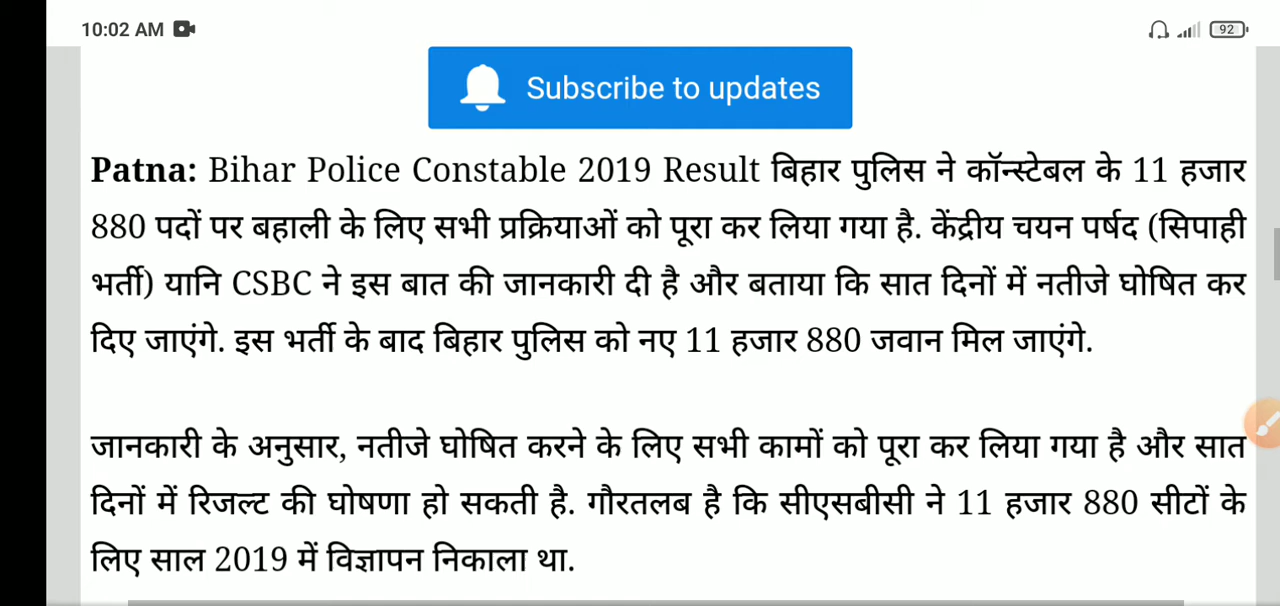 10:02 AM
92
Subscribe to updates
Patna: Bihar Police Constable 2019 Result बिहार पुलिस ने कॉन्स्टेबल के 11 हजार
880 पदों पर बहाली के लिए सभी प्रक्रियाओं को पूरा कर लिया गया है. केंद्रीय चयन पर्षद (सिपाही
भर्ती) यानि CSBC ने इस बात की जानकारी दी है और बताया कि सात दिनों में नतीजे घोषित कर
दिए जाएंगे. इस भर्ती के बाद बिहार पुलिस को नए 11 हजार 880 जवान मिल जाएंगे.
जानकारी के अनुसार, नतीजे घोषित करने के लिए सभी कामों को पूरा कर लिया गया है और सात
दिनों में रिजल्ट की घोषणा हो सकती है. गौरतलब है कि सीएसबीसी ने 11 हजार 880 सीटों के
लिए साल 2019 में विज्ञापन निकाला था.